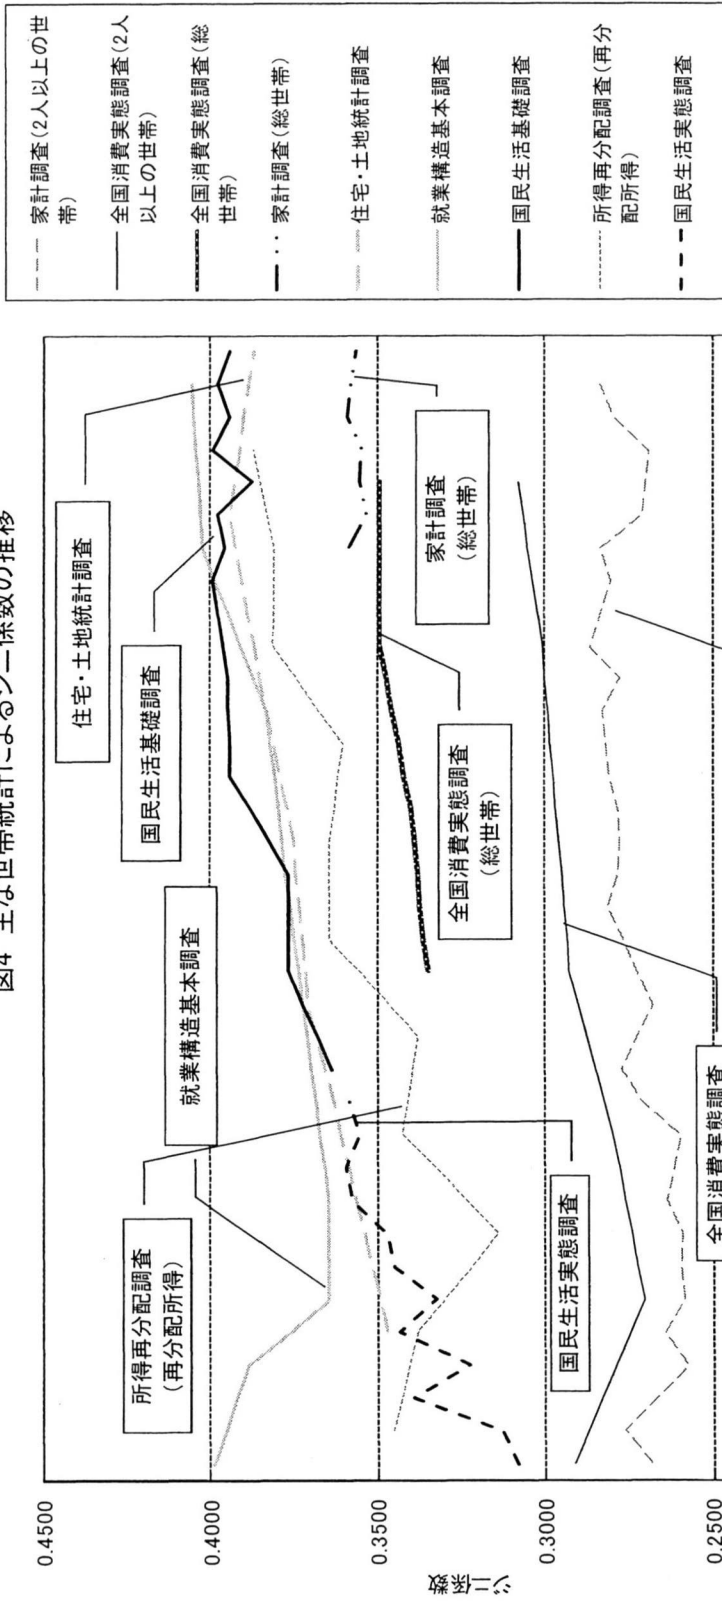 図4 主な世帯統計によるジニ係数の推移
ジニ係数
0.4500
0.4000
0.3500
0.3000
0.2500
所得再分配調査
(再分配所得)
就業構造基本調査
国民生活基礎調査
住宅・土地統計調査
国民生活実態調査
全国消費実態調査
(総世帯)
家計調査
(総世帯)
全国消費実態調査
家計調査(2人以上の世
帯)
全国消費実態調査(2人
以上の世帯)
全国消費実態調査(総
世帯)
家計調査(総世帯)
住宅・土地統計調査
就業構造基本調査
国民生活基礎調査
所得再分配調査(再分
配所得)
国民生活実態調査